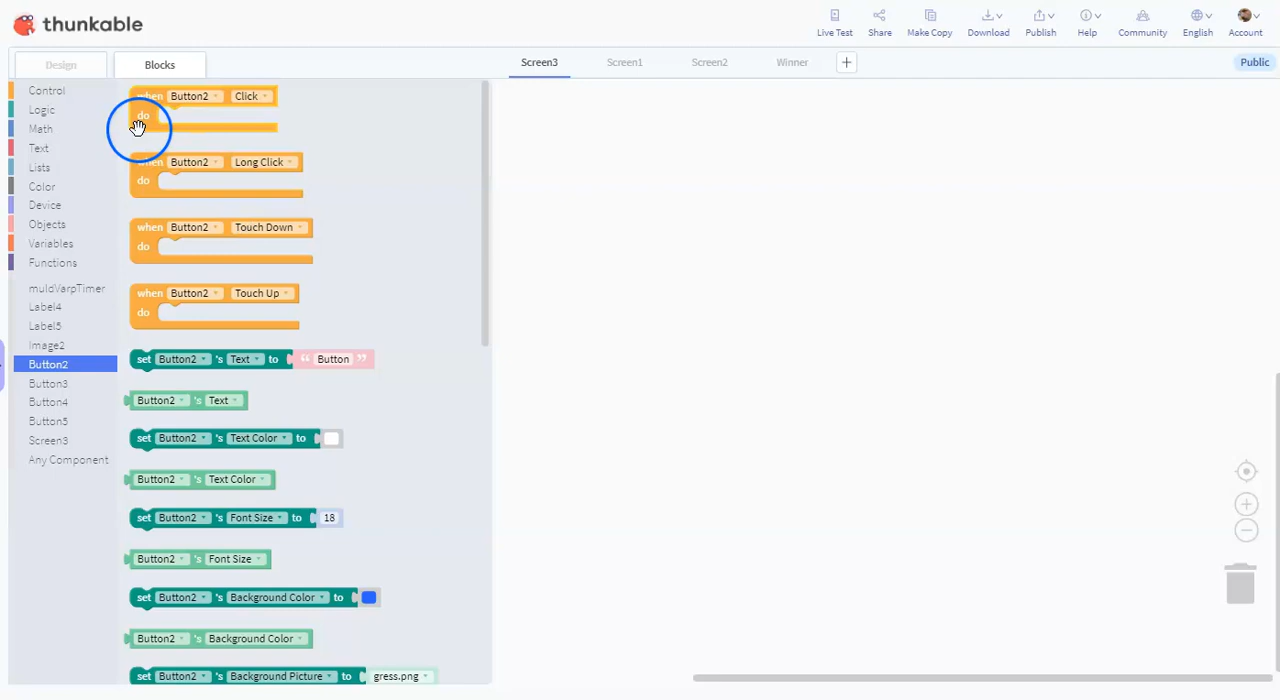 thunkable
Live Test
Share
Make Copy
Download
Publish
Help
Community
English
Account
Design
Blocks
Screen3
Screen1
Screen2
Winner
+
Public
Control
Logic
Math
Text
Lists
Color
Device
Objects
Variables
Functions
muldVarpTimer
Label4
Label5
Image2
Button2
Button3
Button4
Button5
Screen3
Any Component
when Button2 Click
do
when Button2 Long Click
do
when Button2 Touch Down
do
when Button2 Touch Up
do
set Button2 's Text to “ Button ”
Button2 's Text
set Button2 's Text Color to
Button2 's Text Color
set Button2 's Font Size to 18
Button2 's Font Size
set Button2 's Background Color to
Button2 's Background Color
set Button2 's Background Picture to gress.png